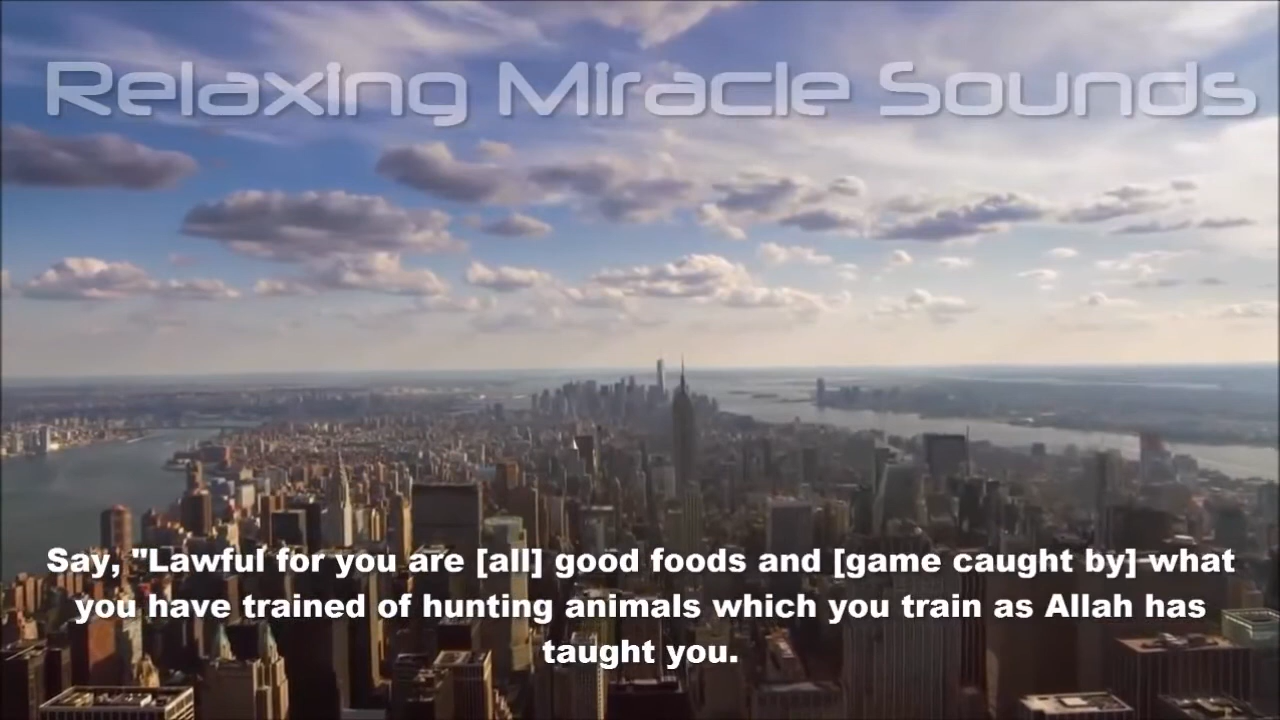 Relaxing Miracle Sounds
Say, "Lawful for you are [all] good foods and [game caught by] what
you have trained of hunting animals which you train as Allah has
taught you.